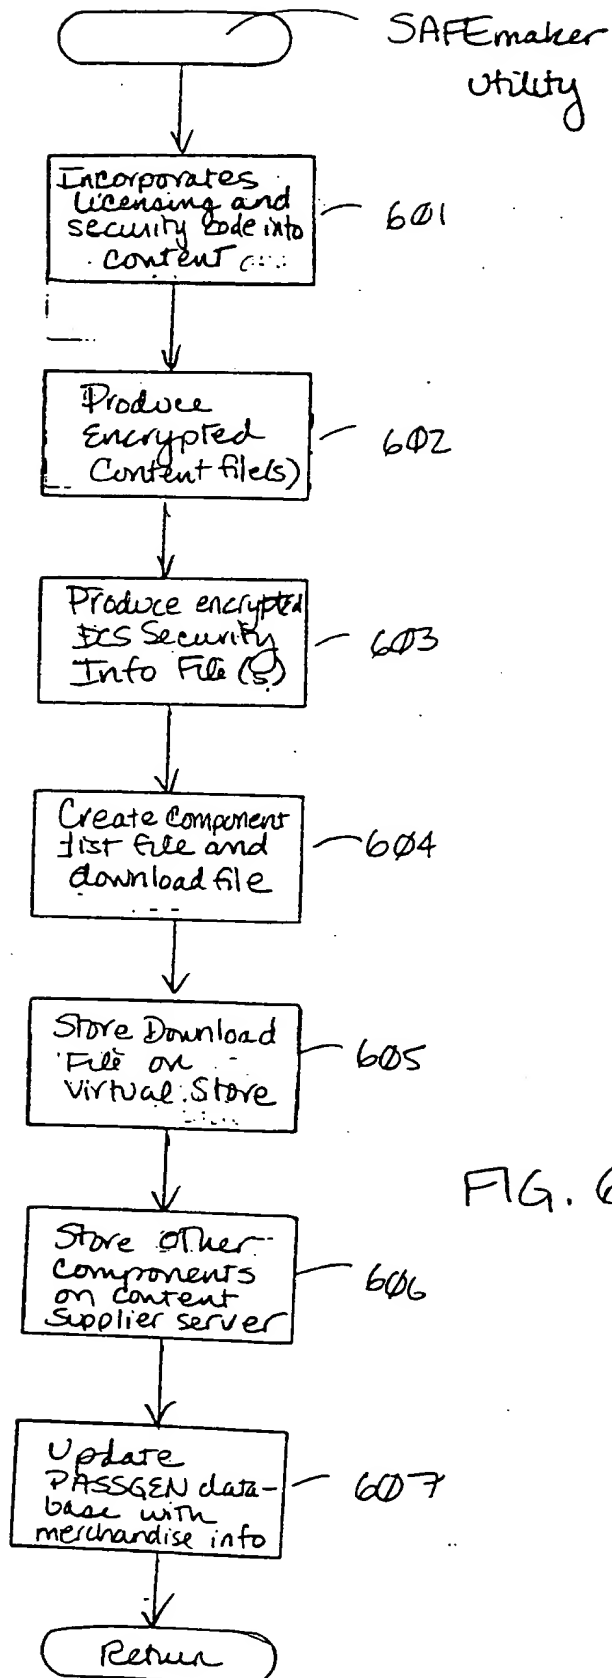 SAFEmaker
utility
Incorporates
licensing and
security code into
content
601
Produce
Encrypted
Content file(s)
602
Produce encrypted
DCS Security
Info File(s)
603
Create component
list file and
download file
604
Store Download
File on
Virtual Store
605
FIG. 6
Store other
components
on content
supplier server
606
Update
PASSGEN data-
base with
merchandise info
607
Return